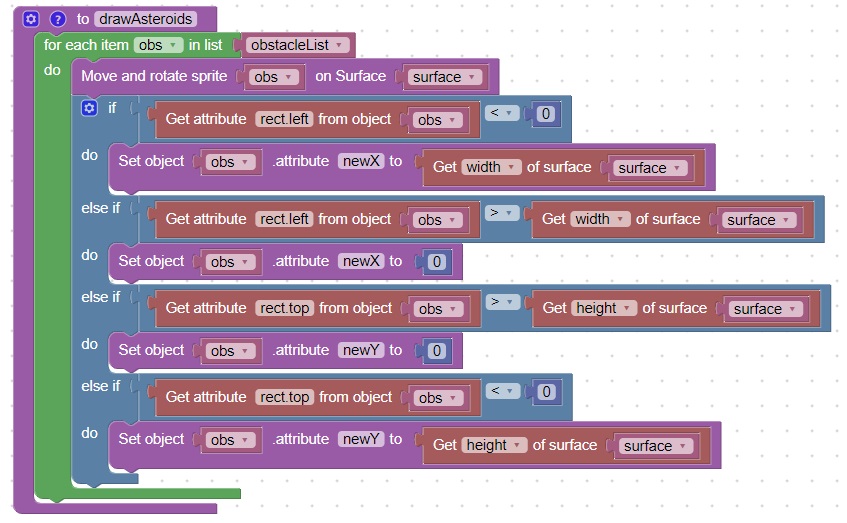 ? to drawAsteroids
for each item obs in list obstacleList
do Move and rotate sprite obs on Surface surface
if Get attribute rect.left from object obs < 0
do Set object obs .attribute newX to Get width of surface surface
else if Get attribute rect.left from object obs > Get width of surface surface
do Set object obs .attribute newX to 0
else if Get attribute rect.top from object obs > Get height of surface surface
do Set object obs .attribute newY to 0
else if Get attribute rect.top from object obs < 0
do Set object obs .attribute newY to Get height of surface surface